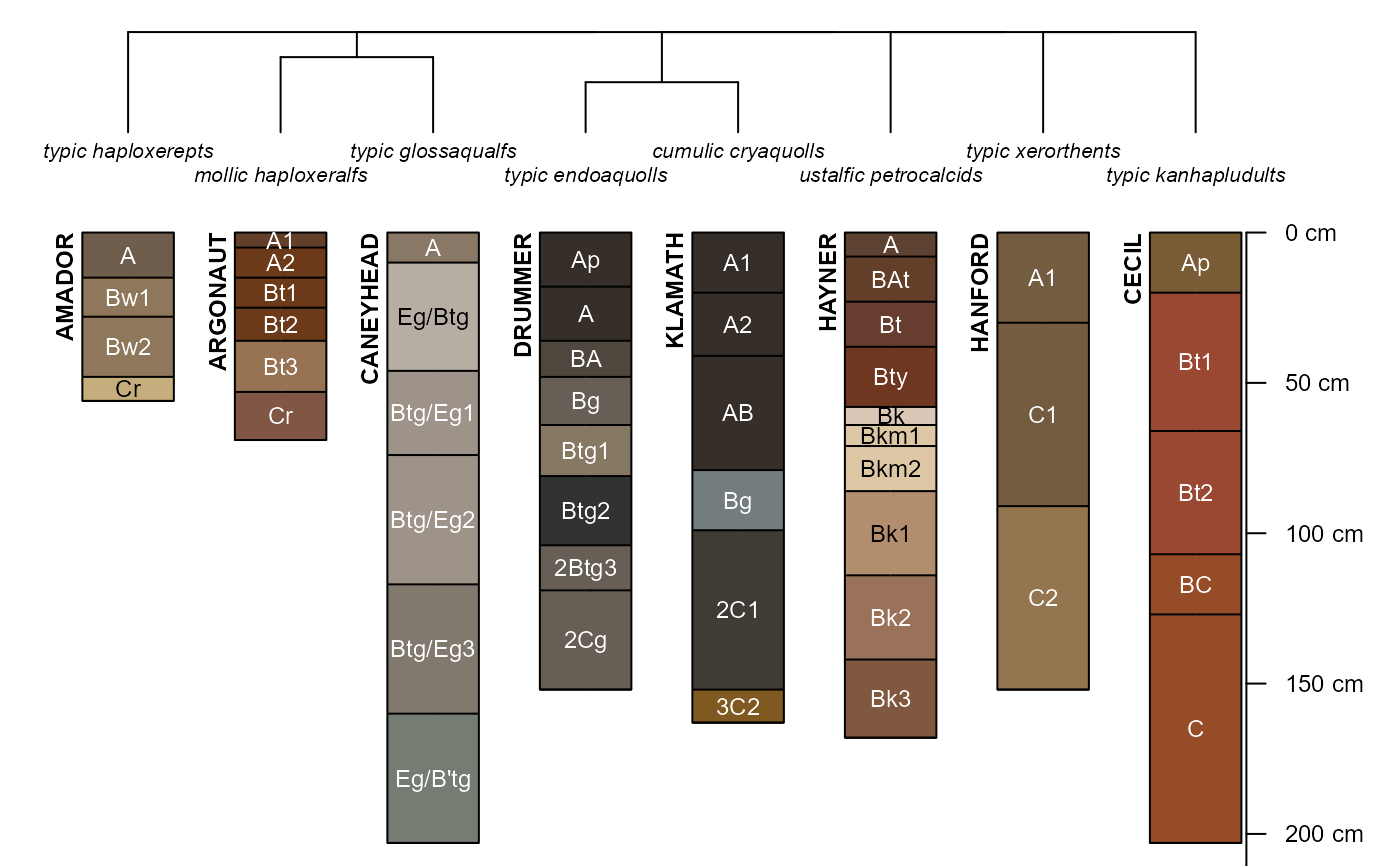 typic haploxerepts
mollic haploxeralfs
typic glossaqualfs
typic endoaquolls
cumulic cryaquolls
ustalfic petrocalcids
typic xerorthents
typic kanhapludults
AMADOR
A
Bw1
Bw2
Cr
ARGONAUT
A1
A2
Bt1
Bt2
Bt3
Cr
CANEYHEAD
A
Eg/Btg
Btg/Eg1
Btg/Eg2
Btg/Eg3
Eg/B'tg
DRUMMER
Ap
A
BA
Bg
Btg1
Btg2
2Btg3
2Cg
KLAMATH
A1
A2
AB
Bg
2C1
3C2
HAYNER
A
BAt
Bt
Bty
Bk
Bkm1
Bkm2
Bk1
Bk2
Bk3
HANFORD
A1
C1
C2
CECIL
Ap
Bt1
Bt2
BC
C
0 cm
50 cm
100 cm
150 cm
200 cm